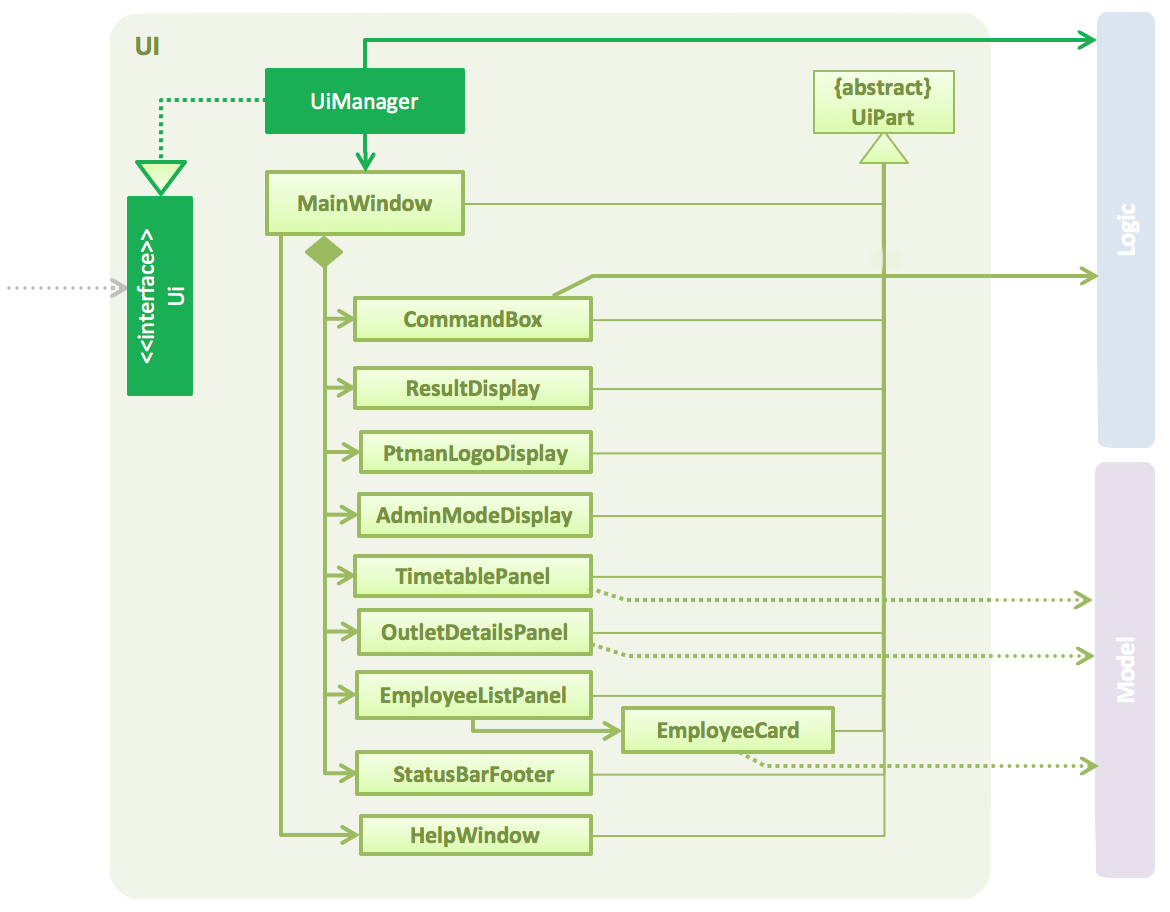 UI
UiManager
{abstract}
UiPart
MainWindow
<<interface>>
Ui
Logic
CommandBox
ResultDisplay
PtmanLogoDisplay
AdminModeDisplay
TimetablePanel
OutletDetailsPanel
Model
EmployeeListPanel
EmployeeCard
StatusBarFooter
HelpWindow